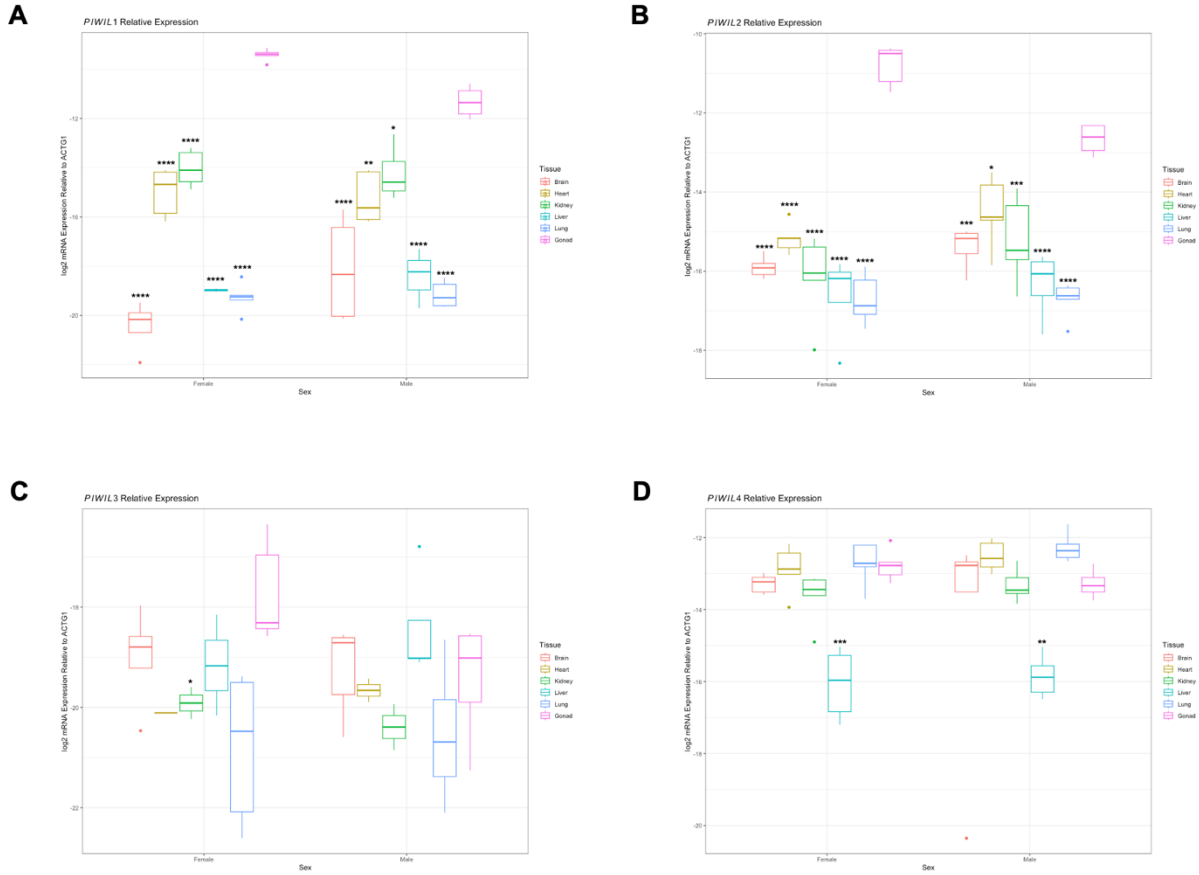 A
PIWIL1 Relative Expression
log2 mRNA Expression Relative to ACTG1
-12
-16
-20
****
****
****
****
****
****
**
*
****
****
Female
Male
Sex
Tissue
Brain
Heart
Kidney
Liver
Lung
Gonad
B
PIWIL2 Relative Expression
log2 mRNA Expression Relative to ACTG1
-10
-12
-14
-16
-18
****
****
****
****
****
***
*
***
****
****
Female
Male
Sex
Tissue
Brain
Heart
Kidney
Liver
Lung
Gonad
C
PIWIL3 Relative Expression
log2 mRNA Expression Relative to ACTG1
-18
-20
-22
*
Female
Male
Sex
Tissue
Brain
Heart
Kidney
Liver
Lung
Gonad
D
PIWIL4 Relative Expression
log2 mRNA Expression Relative to ACTG1
-12
-14
-16
-18
-20
***
**
Female
Male
Sex
Tissue
Brain
Heart
Kidney
Liver
Lung
Gonad